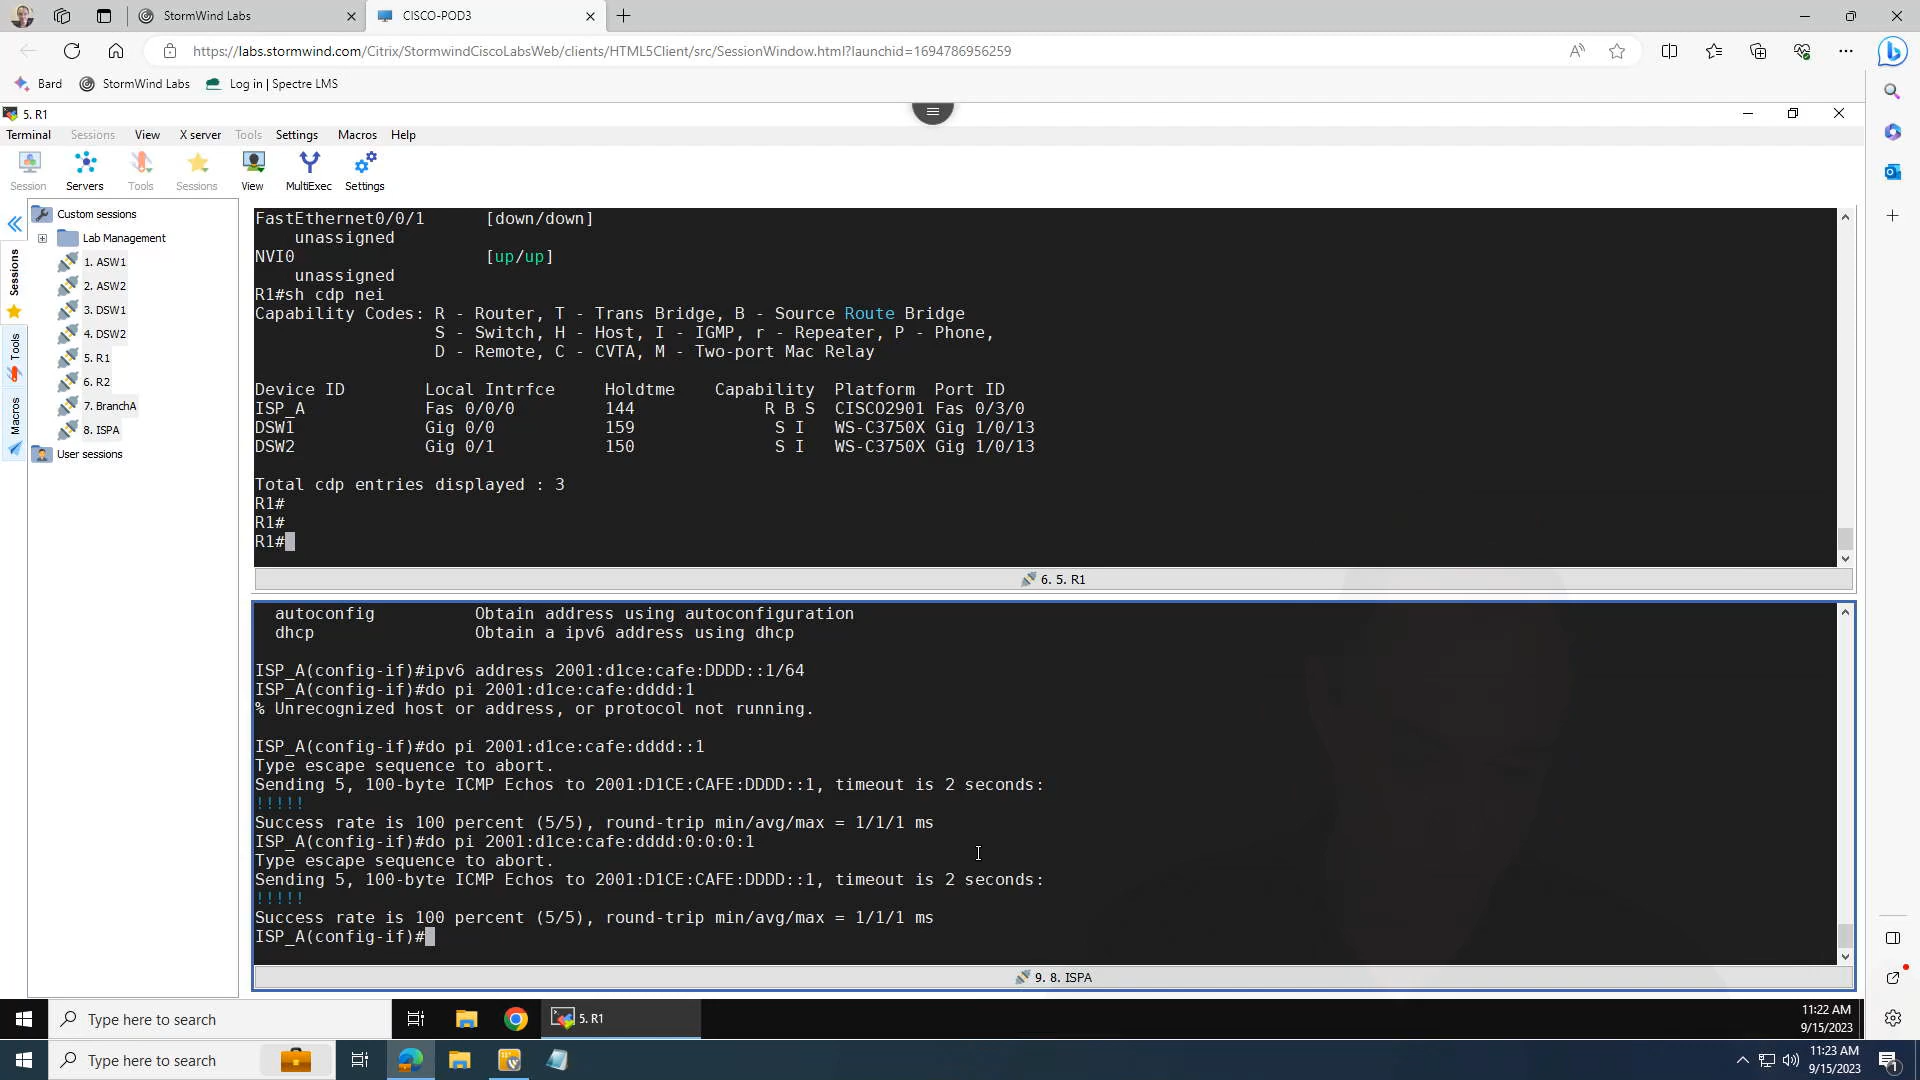 StormWind Labs
CISCO-POD3
https://labs.stormwind.com/Citrix/StormwindCiscoLabsWeb/clients/HTML5Client/src/SessionWindow.html?launchid=1694786956259
Bard
StormWind Labs
Log in | Spectre LMS
5. R1
Terminal Sessions View X server Tools Settings Macros Help
Session Servers Tools Sessions View MultiExec Settings
Sessions
Tools
Macros
Custom sessions
Lab Management
1. ASW1
2. ASW2
3. DSW1
4. DSW2
5. R1
6. R2
7. BranchA
8. ISPA
User sessions
FastEthernet0/0/1 [down/down]
unassigned
NVI0 [up/up]
unassigned
R1#sh cdp nei
Capability Codes: R - Router, T - Trans Bridge, B - Source Route Bridge
S - Switch, H - Host, I - IGMP, r - Repeater, P - Phone,
D - Remote, C - CVTA, M - Two-port Mac Relay
Device ID Local Intrfce Holdtme Capability Platform Port ID
ISP_A Fas 0/0/0 144 R B S CISCO2901 Fas 0/3/0
DSW1 Gig 0/0 159 S I WS-C3750X Gig 1/0/13
DSW2 Gig 0/1 150 S I WS-C3750X Gig 1/0/13
Total cdp entries displayed : 3
R1#
R1#
R1#
6. 5. R1
autoconfig Obtain address using autoconfiguration
dhcp Obtain a ipv6 address using dhcp
ISP_A(config-if)#ipv6 address 2001:d1ce:cafe:DDDD::1/64
ISP_A(config-if)#do pi 2001:d1ce:cafe:dddd:1
% Unrecognized host or address, or protocol not running.
ISP_A(config-if)#do pi 2001:d1ce:cafe:dddd::1
Type escape sequence to abort.
Sending 5, 100-byte ICMP Echos to 2001:D1CE:CAFE:DDDD::1, timeout is 2 seconds:
!!!!!
Success rate is 100 percent (5/5), round-trip min/avg/max = 1/1/1 ms
ISP_A(config-if)#do pi 2001:d1ce:cafe:dddd:0:0:0:1
Type escape sequence to abort.
Sending 5, 100-byte ICMP Echos to 2001:D1CE:CAFE:DDDD::1, timeout is 2 seconds:
!!!!!
Success rate is 100 percent (5/5), round-trip min/avg/max = 1/1/1 ms
ISP_A(config-if)#
9. 8. ISPA
Type here to search
5. R1
11:22 AM
9/15/2023
Type here to search
11:23 AM
9/15/2023
1